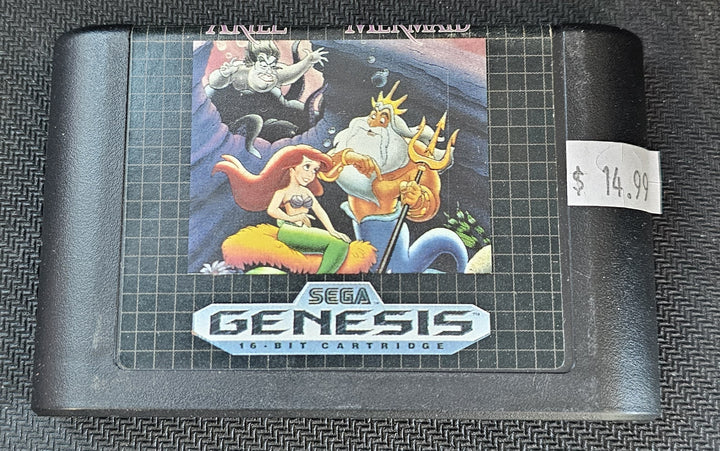 ARIEL MERMAID
$ 14.99
SEGA
GENESIS
16-BIT CARTRIDGE